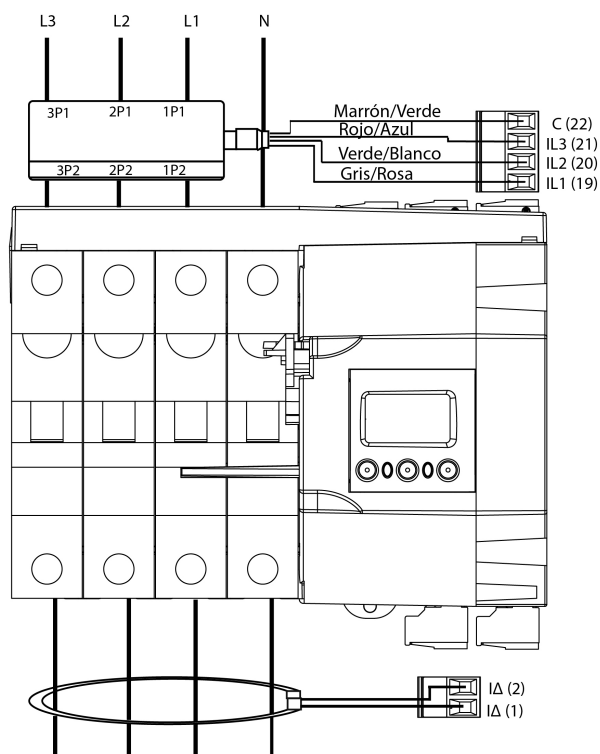 L3 L2 L1 N
3P1 2P1 1P1
3P2 2P2 1P2
Marrón/Verde
Rojo/Azul
Verde/Blanco
Gris/Rosa
C (22)
IL3 (21)
IL2 (20)
IL1 (19)
IΔ (2)
IΔ (1)